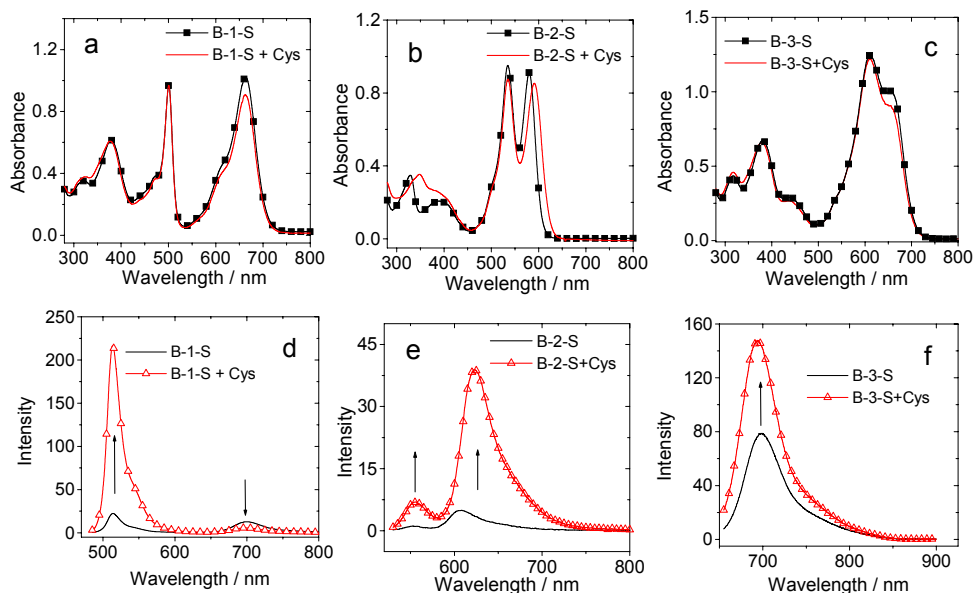 a
B-1-S
B-1-S + Cys
1.2
0.8
0.4
0.0
Absorbance
300 400 500 600 700 800
Wavelength / nm
b
B-2-S
B-2-S + Cys
1.2
0.8
0.4
0.0
Absorbance
300 400 500 600 700 800
Wavelength / nm
c
B-3-S
B-3-S+Cys
1.5
1.0
0.5
0.0
Absorbance
300 400 500 600 700 800
Wavelength / nm
d
B-1-S
B-1-S + Cys
250
200
150
100
50
0
Intensity
500 600 700 800
Wavelength / nm
e
B-2-S
B-2-S+Cys
45
30
15
0
Intensity
600 700 800
Wavelength / nm
f
B-3-S
B-3-S+Cys
160
120
80
40
0
Intensity
700 800 900
Wavelength / nm